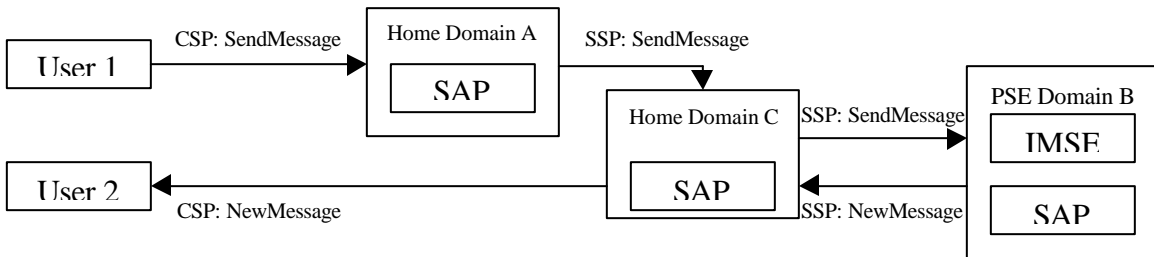 Home Domain A
CSP: SendMessage
SSP: SendMessage
User 1
SAP
PSE Domain B
Home Domain C
SSP: SendMessage
IMSE
User 2
SAP
CSP: NewMessage
SSP: NewMessage
SAP